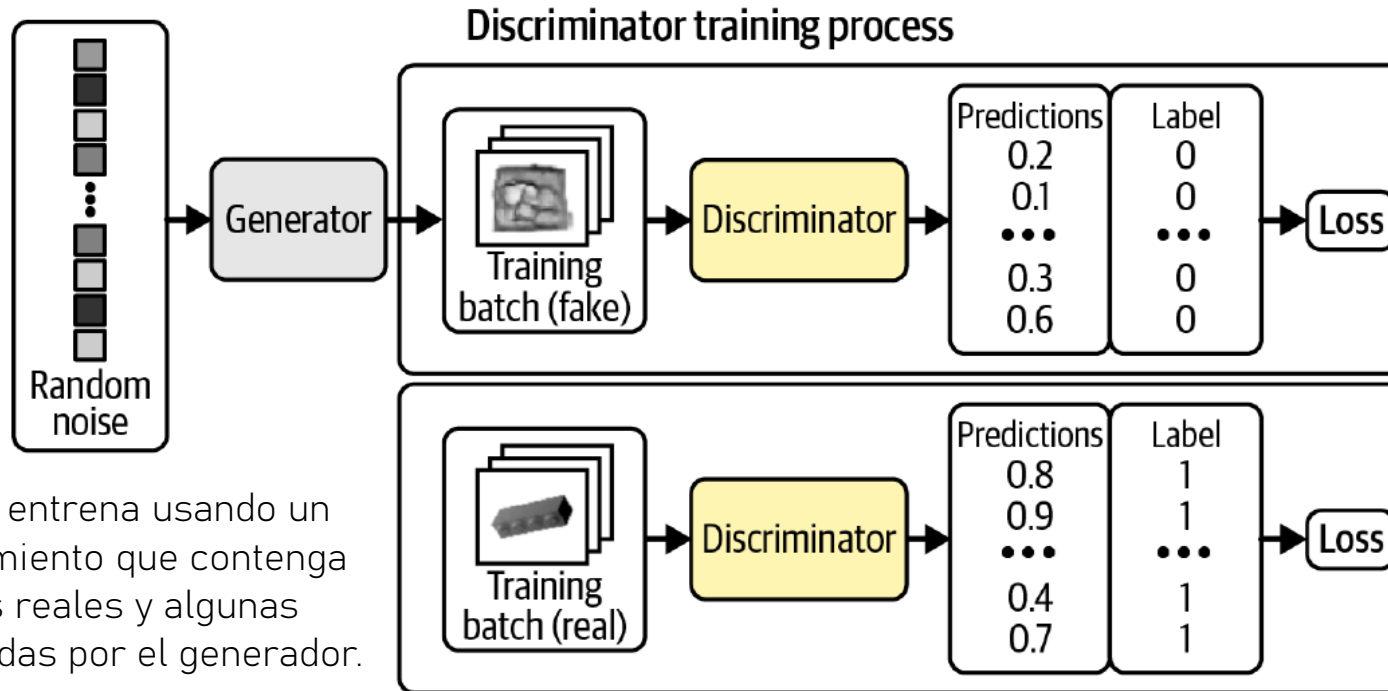 Discriminator training process
Random
noise
Generator
Training
batch (fake)
Discriminator
Predictions
0.2
0.1
•••
0.3
0.6
Label
0
0
•••
0
0
Loss
Training
batch (real)
Discriminator
Predictions
0.8
0.9
•••
0.4
0.7
Label
1
1
•••
1
1
Loss
entrena usando un
miento que contenga
s reales y algunas
das por el generador.